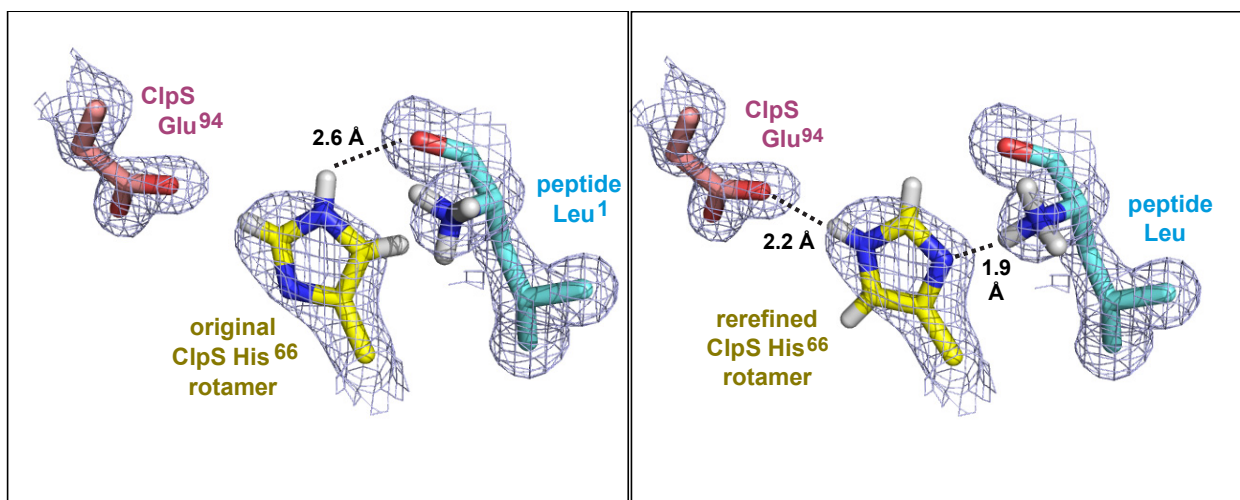 ClpS
Glu94
2.6 Å
peptide
Leu1
original
ClpS His66
rotamer
ClpS
Glu94
2.2 Å
peptide
Leu
1.9
Å
rerefined
ClpS His66
rotamer